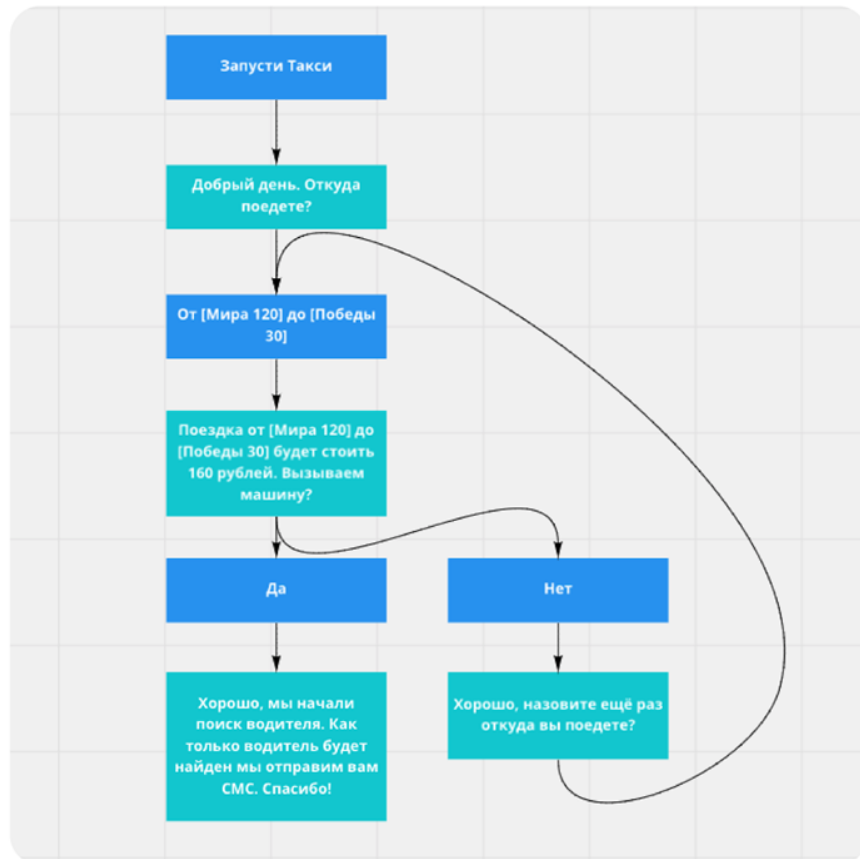 Запусти Такси
Добрый день. Откуда
поедете?
От [Мира 120] до [Победы
30]
Поездка от [Мира 120] до
[Победы 30] будет стоить
160 рублей. Вызываем
машину?
Да
Нет
Хорошо, мы начали
поиск водителя. Как
только водитель будет
найден мы отправим вам
СМС. Спасибо!
Хорошо, назовите ещё раз
откуда вы поедете?